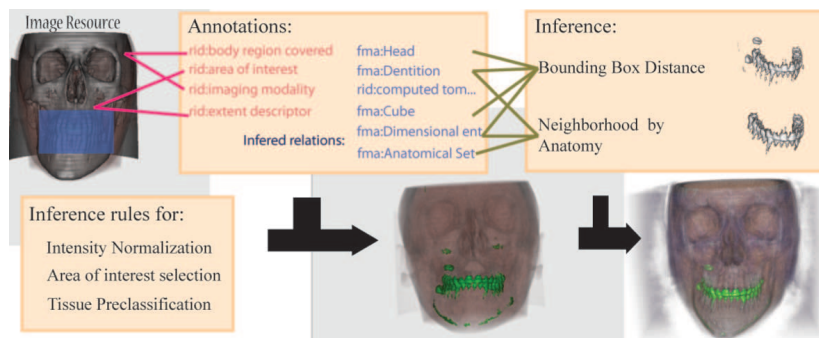 Image Resource
Annotations:
rid:body region covered fma:Head
rid:area of interest fma:Dentition
rid:imaging modality rid:computed tom...
rid:extent descriptor fma:Cube
Infered relations: fma:Dimensional ent
fma:Anatomical Set
Inference:
Bounding Box Distance
Neighborhood by
Anatomy
Inference rules for:
Intensity Normalization
Area of interest selection
Tissue Preclassification